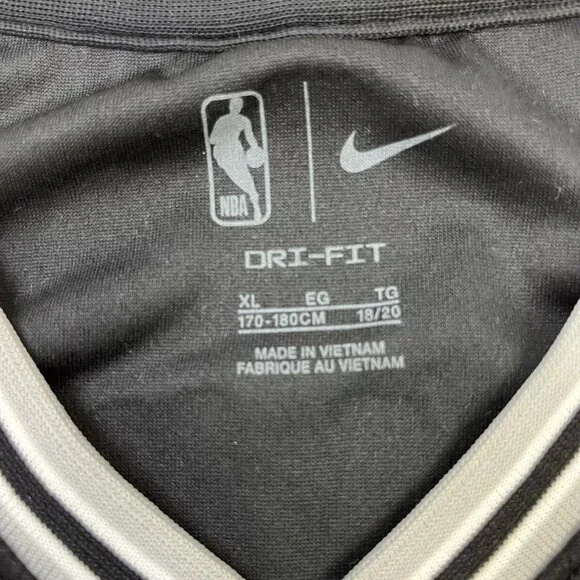 NBA
DRI-FIT
XL EG TG
170-180CM 18/20
MADE IN VIETNAM
FABRIQUE AU VIETNAM